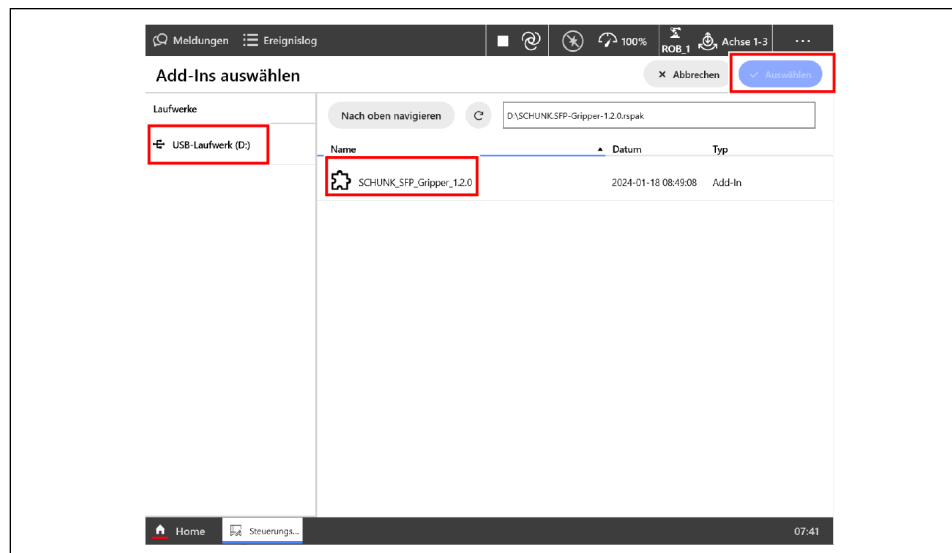 Meldungen Ereignislog 100% ROB_1 Achse 1-3 ...
Add-Ins auswählen Abbrechen Auswählen
Laufwerke
Nach oben navigieren D:\SCHUNK.SFP-Gripper-1.2.0.rspak
USB-Laufwerk (D:)
Name Datum Typ
SCHUNK_SFP_Gripper_1.2.0 2024-01-18 08:49:08 Add-In
Home Steuerungs... 07:41